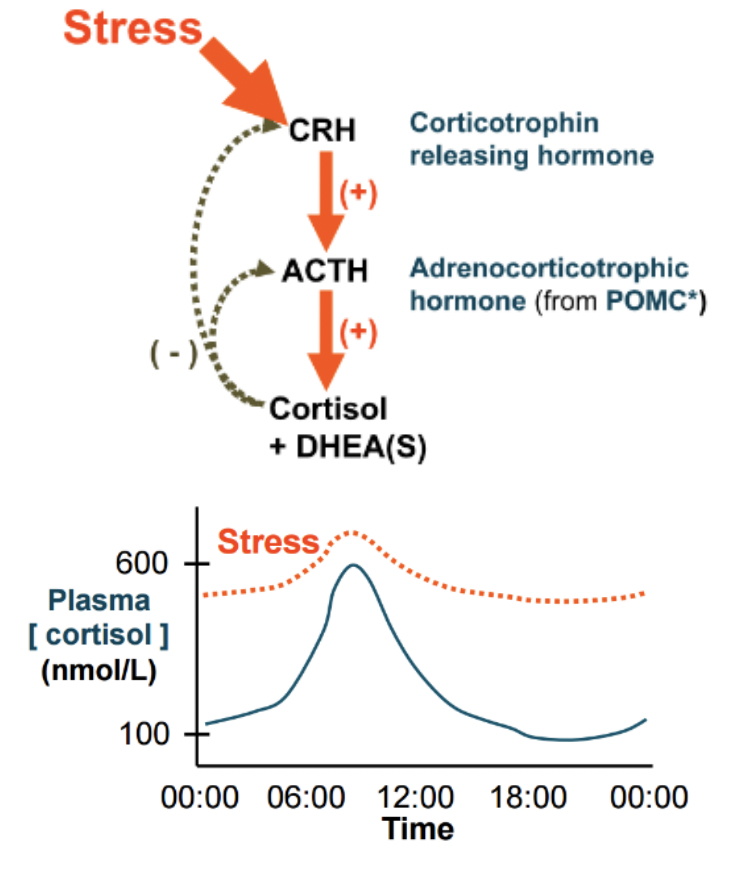 Stress
CRH
Corticotrophin
releasing hormone
(+)
ACTH
Adrenocorticotrophic
hormone (from POMC*)
(+)
( - )
Cortisol
+ DHEA(S)
Stress
600
Plasma
[ cortisol ]
(nmol/L)
100
00:00 06:00 12:00 18:00 00:00
Time